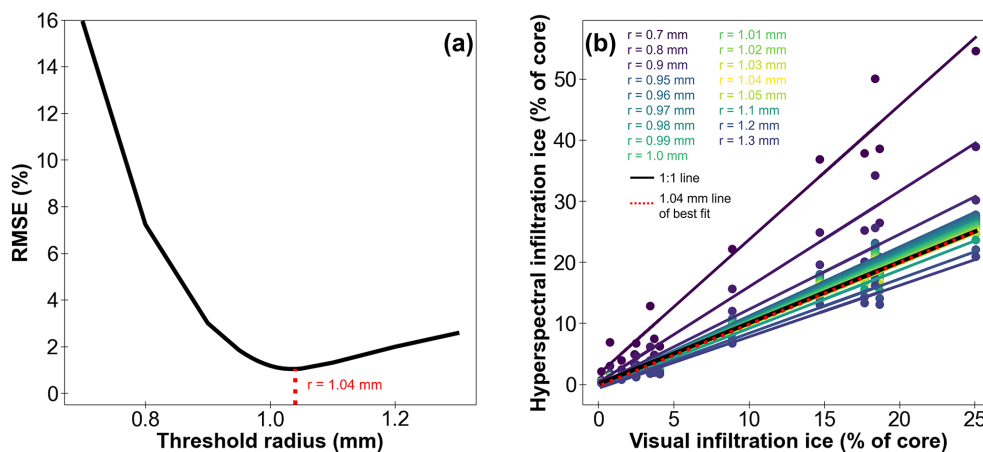 (a)
RMSE (%)
16
14
12
10
8
6
4
2
0
r = 1.04 mm
0.8
1.0
1.2
Threshold radius (mm)
(b)
Hyperspectral infiltration ice (% of core)
50
40
30
20
10
0
r = 0.7 mm
r = 0.8 mm
r = 0.9 mm
r = 0.95 mm
r = 0.96 mm
r = 0.97 mm
r = 0.98 mm
r = 0.99 mm
r = 1.0 mm
r = 1.01 mm
r = 1.02 mm
r = 1.03 mm
r = 1.04 mm
r = 1.05 mm
r = 1.1 mm
r = 1.2 mm
r = 1.3 mm
1:1 line
1.04 mm line
of best fit
0
5
10
15
20
25
Visual infiltration ice (% of core)